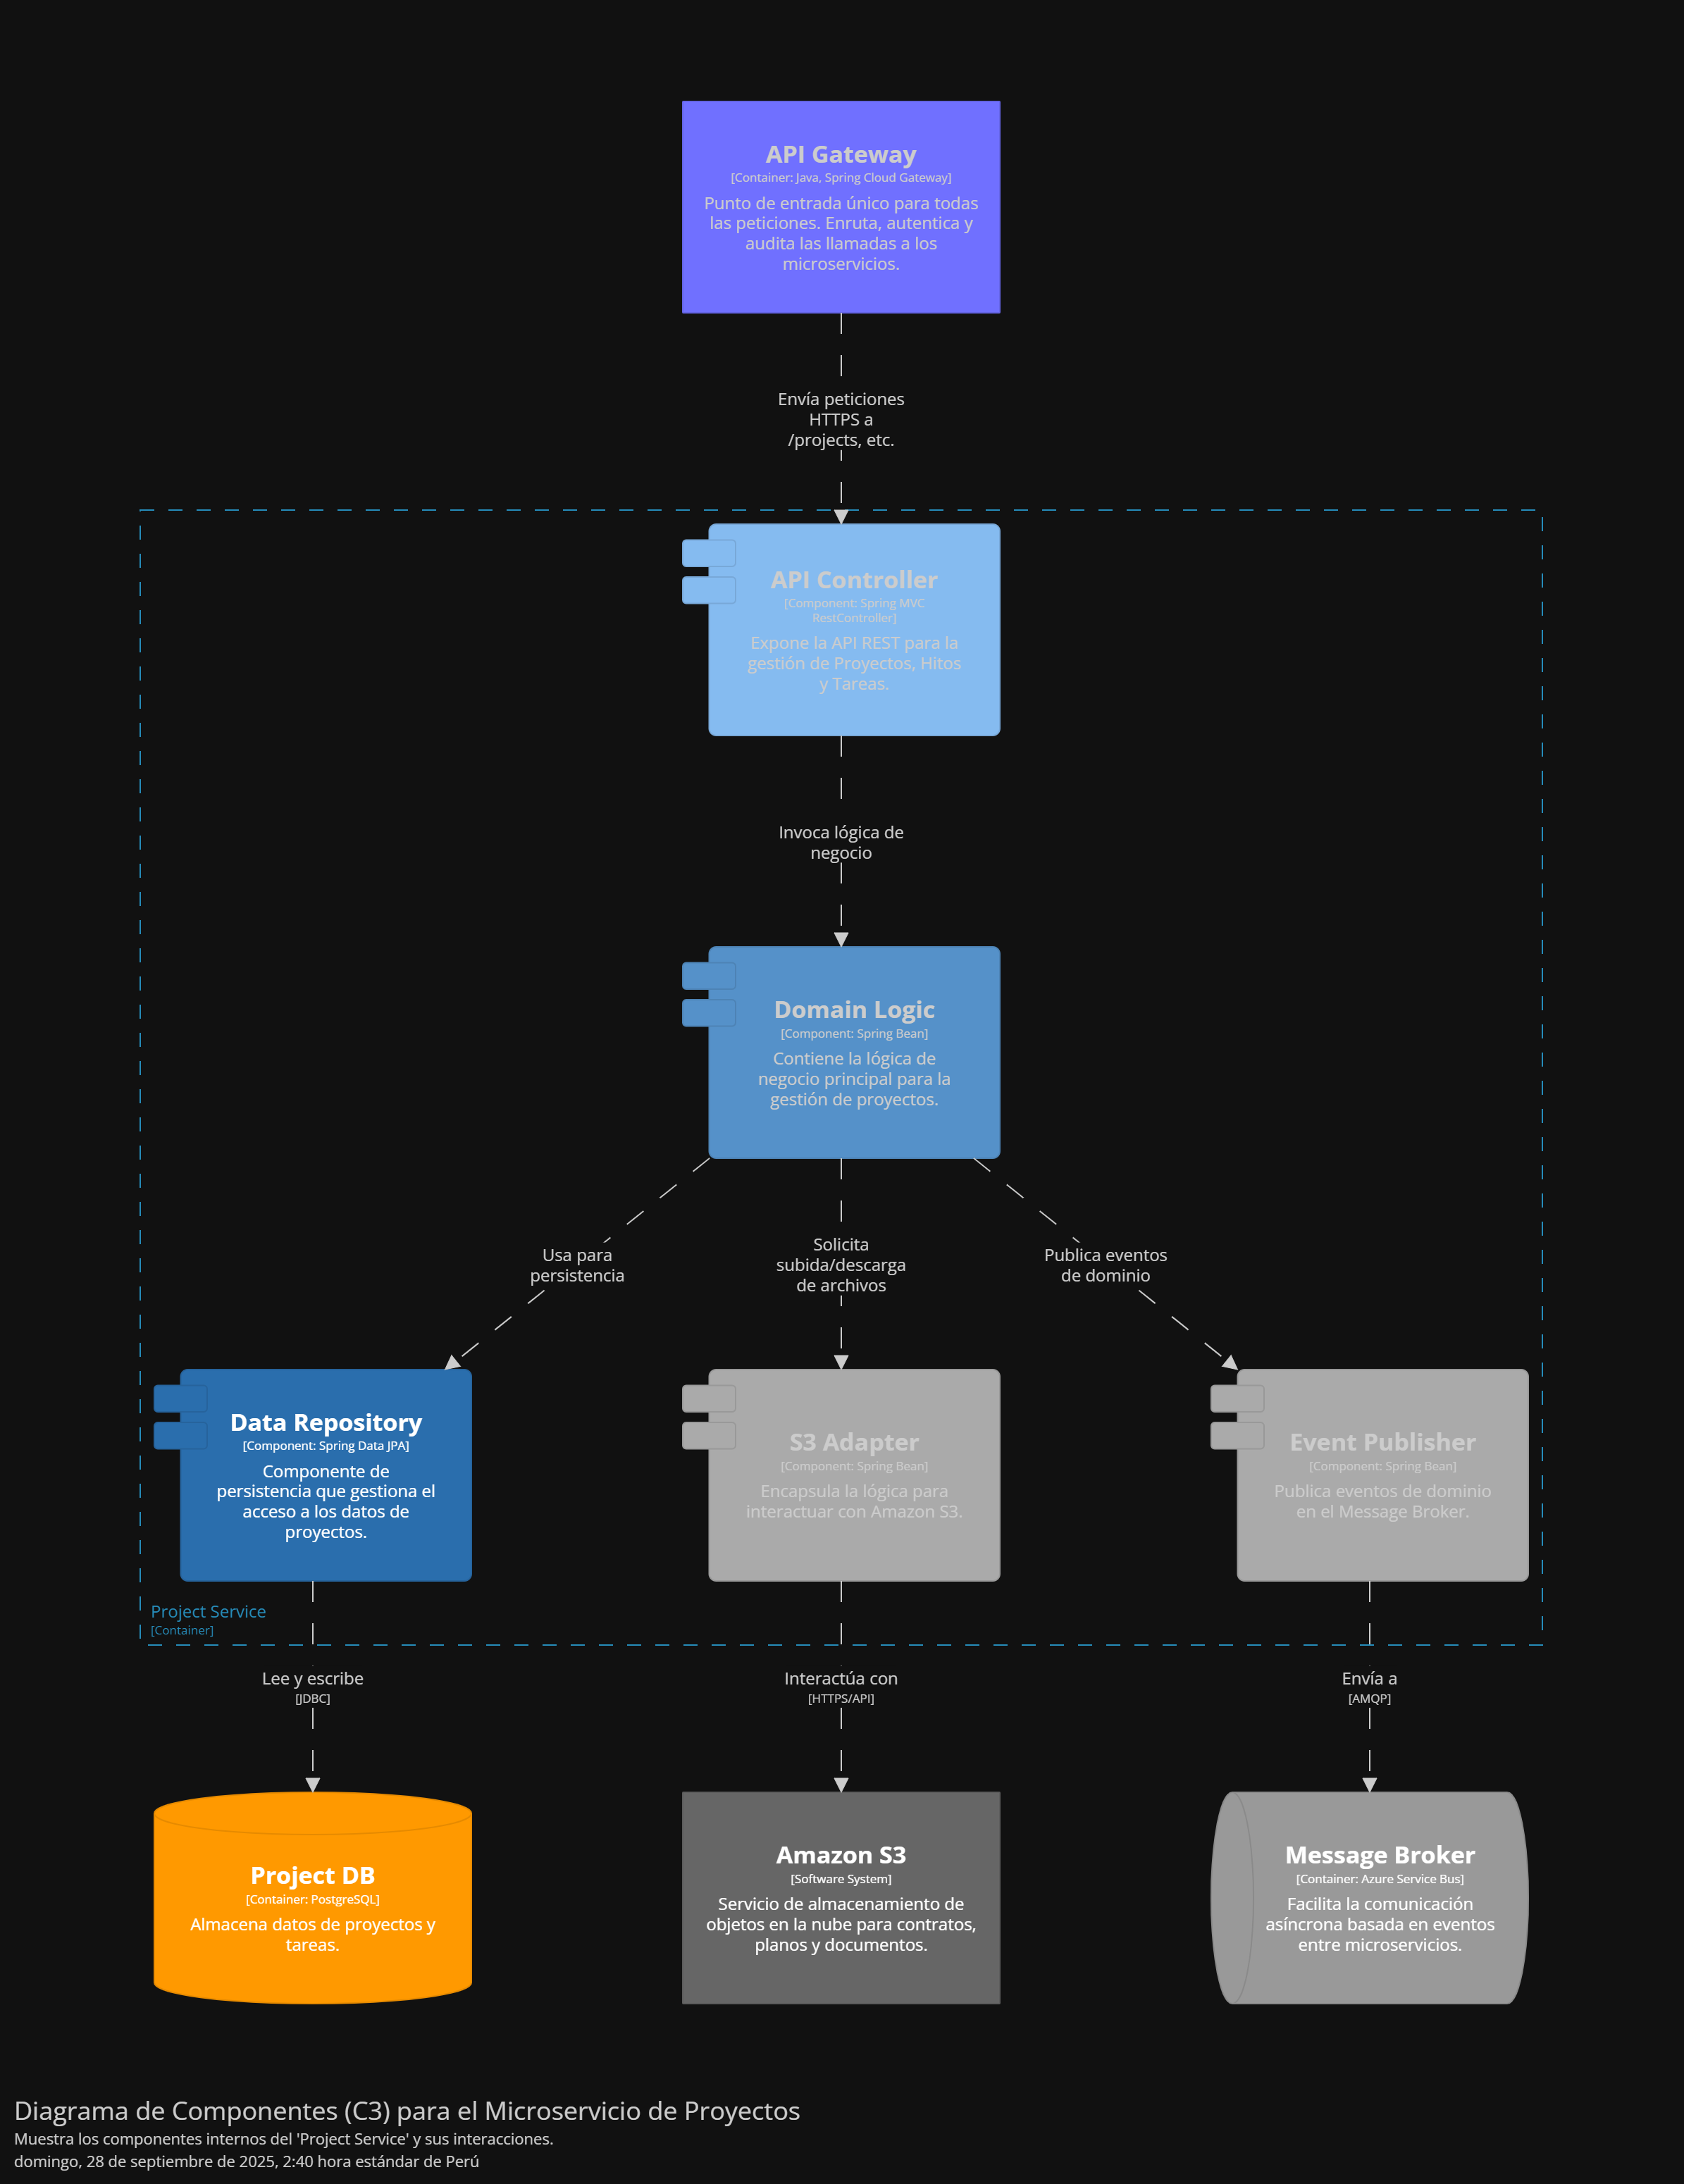 API Gateway
[Container: Java, Spring Cloud Gateway]
Punto de entrada único para todas
las peticiones. Enruta, autentica y
audita las llamadas a los
microservicios.
Envía peticiones
HTTPS a
/projects, etc.
API Controller
[Component: Spring MVC
RestController]
Expone la API REST para la
gestión de Proyectos, Hitos
y Tareas.
Invoca lógica de
negocio
Domain Logic
[Component: Spring Bean]
Contiene la lógica de
negocio principal para la
gestión de proyectos.
Usa para
persistencia
Solicita
subida/descarga
de archivos
Publica eventos
de dominio
Data Repository
[Component: Spring Data JPA]
Componente de
persistencia que gestiona el
acceso a los datos de
proyectos.
S3 Adapter
[Component: Spring Bean]
Encapsula la lógica para
interactuar con Amazon S3.
Event Publisher
[Component: Spring Bean]
Publica eventos de dominio
en el Message Broker.
Project Service
[Container]
Lee y escribe
[JDBC]
Interactúa con
[HTTPS/API]
Envía a
[AMQP]
Project DB
[Container: PostgreSQL]
Almacena datos de proyectos y
tareas.
Amazon S3
[Software System]
Servicio de almacenamiento de
objetos en la nube para contratos,
planos y documentos.
Message Broker
[Container: Azure Service Bus]
Facilita la comunicación
asíncrona basada en eventos
entre microservicios.
Diagrama de Componentes (C3) para el Microservicio de Proyectos
Muestra los componentes internos del 'Project Service' y sus interacciones.
domingo, 28 de septiembre de 2025, 2:40 hora estándar de Perú